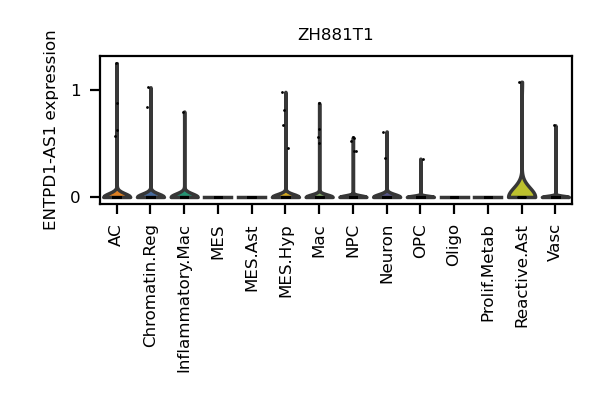 ZH881T1
ENTPD1-AS1 expression
1
0
AC
Chromatin.Reg
Inflammatory.Mac
MES
MES.Ast
MES.Hyp
Mac
NPC
Neuron
OPC
Oligo
Prolif.Metab
Reactive.Ast
Vasc